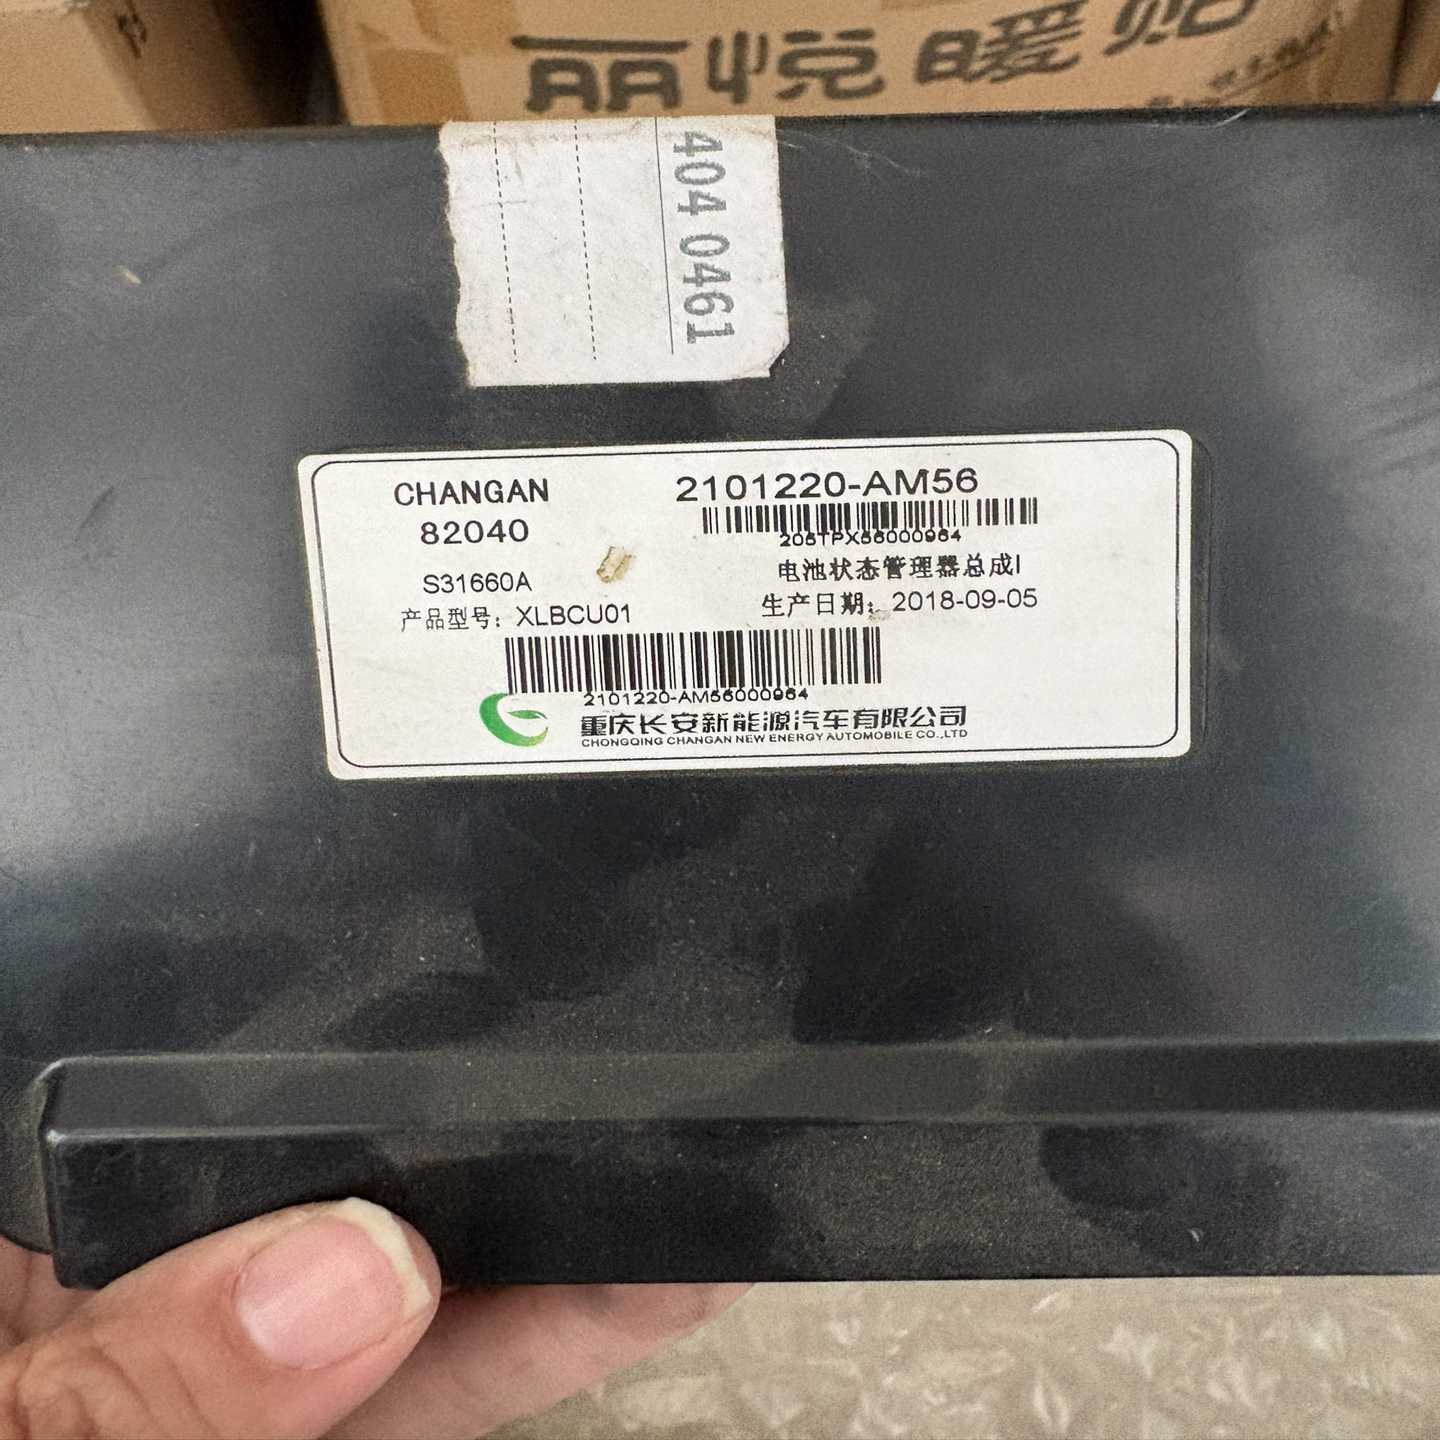 丽悦暖贴
404 0461
CHANGAN
82040
S31660A
产品型号：XLBCU01
2101220-AM56
205TPX56000964
电池状态管理器总成I
生产日期：2018-09-05
2101220-AM56000964
重庆长安新能源汽车有限公司
CHONGQING CHANGAN NEW ENERGY AUTOMOBILE CO.,LTD